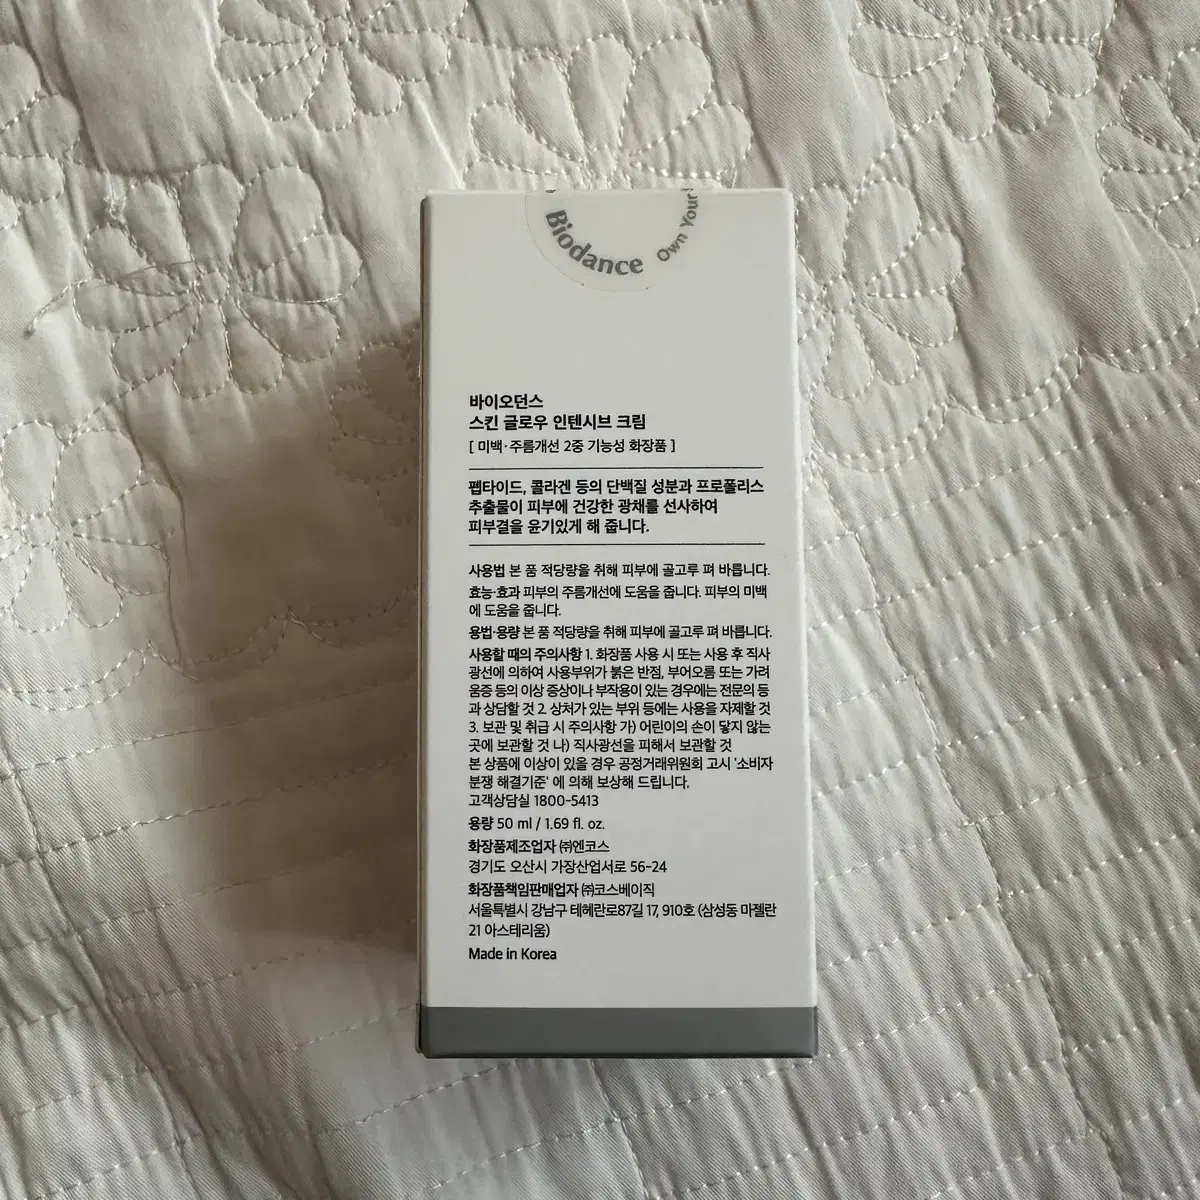 Biodance Own Your
바이오던스
스킨 글로우 인텐시브 크림
[ 미백·주름개선 2중 기능성 화장품 ]
펩타이드, 콜라겐 등의 단백질 성분과 프로폴리스
추출물이 피부에 건강한 광채를 선사하여
피부결을 윤기있게 해 줍니다.
사용법 본 품 적당량을 취해 피부에 골고루 펴 바릅니다.
효능·효과 피부의 주름개선에 도움을 줍니다. 피부의 미백
에 도움을 줍니다.
용법·용량 본 품 적당량을 취해 피부에 골고루 펴 바릅니다.
사용할 때의 주의사항 1. 화장품 사용 시 또는 사용 후 직사
광선에 의하여 사용부위가 붉은 반점, 부어오름 또는 가려
움증 등의 이상 증상이나 부작용이 있는 경우에는 전문의 등
과 상담할 것 2. 상처가 있는 부위 등에는 사용을 자제할 것
3. 보관 및 취급 시 주의사항 가) 어린이의 손이 닿지 않는
곳에 보관할 것 나) 직사광선을 피해서 보관할 것
본 상품에 이상이 있을 경우 공정거래위원회 고시 '소비자
분쟁 해결기준' 에 의해 보상해 드립니다.
고객상담실 1800-5413
용량 50 ml / 1.69 fl. oz.
화장품제조업자 ㈜엔코스
경기도 오산시 가장산업서로 56-24
화장품책임판매업자 ㈜코스베이직
서울특별시 강남구 테헤란로87길 17, 910호 (삼성동 마젤란
21 아스테리움)
Made in Korea